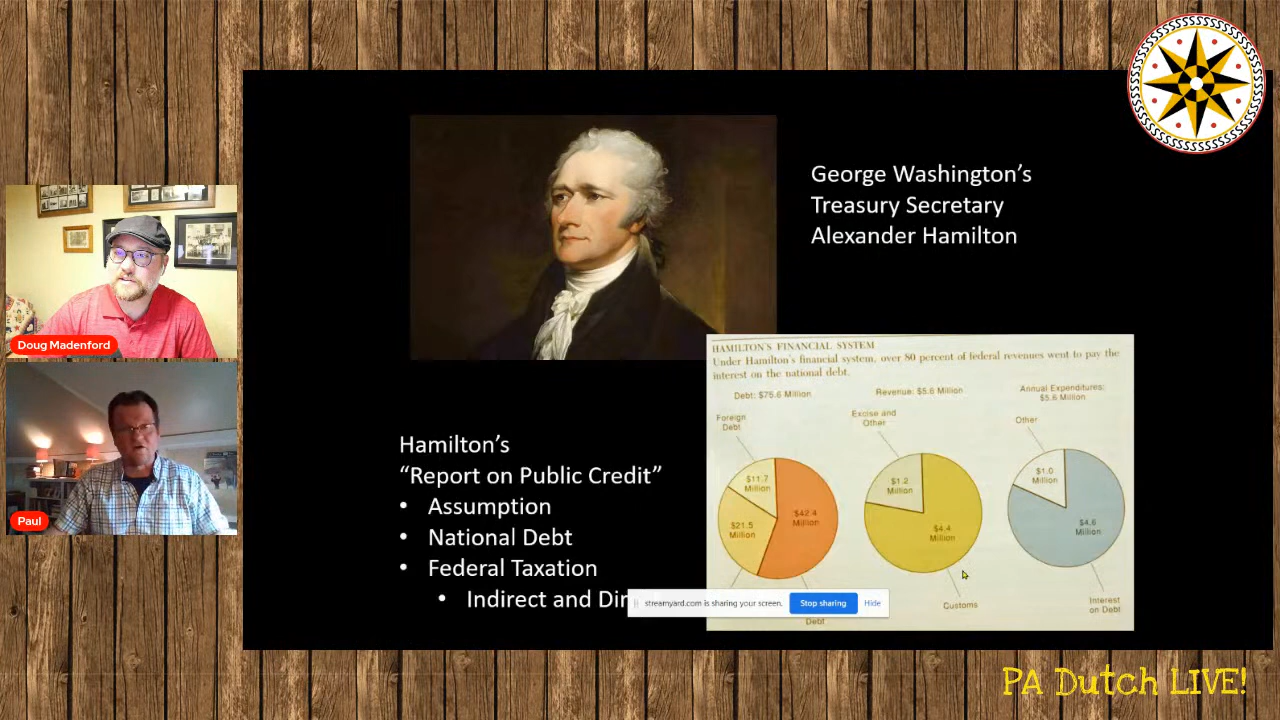 George Washington's
Treasury Secretary
Alexander Hamilton
Doug Madenford
Paul
Hamilton's
“Report on Public Credit”
• Assumption
• National Debt
• Federal Taxation
• Indirect and
HAMILTON'S FINANCIAL SYSTEM
Under Hamilton's financial system, over 80 percent of federal revenues went to pay the
interest on the national debt.
Debt: $75.6 Million
Revenue: $5.6 Million
Annual Expenditures:
$5.6 Million
Foreign
Debt
Excise and
Other
Other
$11.7
Million
$42.4
Million
$21.5
Million
$1.2
Million
$4.4
Million
$1.0
Million
$4.6
Million
Customs
Interest
on Debt
Debt
streamyard.com is sharing your screen.
Stop sharing
Hide
PA Dutch LIVE!